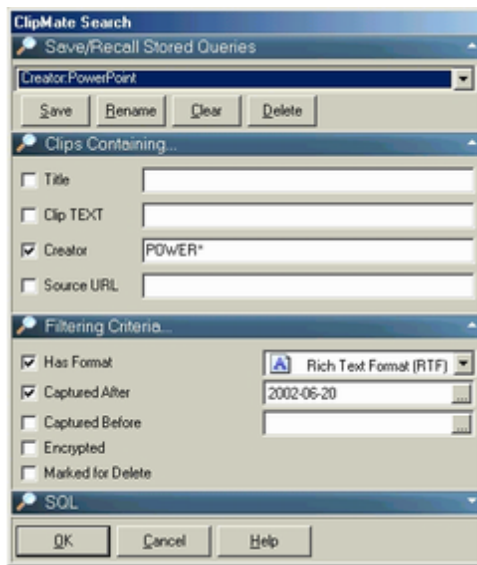 ClipMate Search
Save/Recall Stored Queries
Creator:PowerPoint
Save Rename Clear Delete
Clips Containing...
Title
Clip TEXT
Creator POWER*
Source URL
Filtering Criteria...
Has Format Rich Text Format (RTF)
Captured After 2002-06-20 ...
Captured Before ...
Encrypted
Marked for Delete
SQL
OK Cancel Help